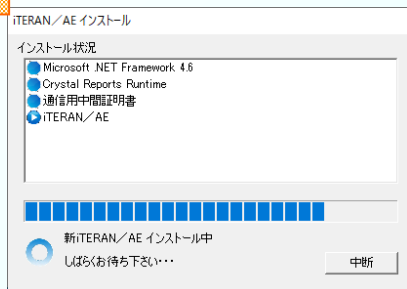 iTERAN／AE インストール
インストール状況
Microsoft .NET Framework 4.6
Crystal Reports Runtime
通信用中間証明書
iTERAN／AE
新iTERAN／AE インストール中
しばらくお待ち下さい・・・
中断